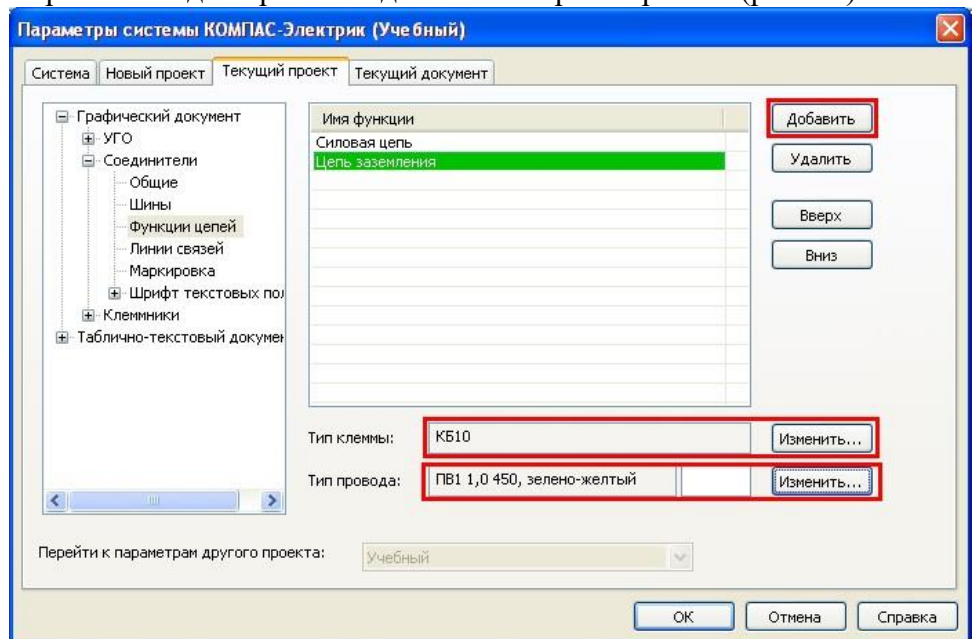 Параметры системы КОМПАС-Электрик (Учебный)
Система Новый проект Текущий проект Текущий документ
Графический документ
УГО
Соединители
Общие
Шины
Функции цепей
Линии связей
Маркировка
Шрифт текстовых пол
Клеммники
Таблично-текстовый докумен
Имя функции
Силовая цепь
Цепь заземления
Добавить
Удалить
Вверх
Вниз
Тип клеммы: КБ10 Изменить...
Тип провода: ПВ1 1,0 450, зелено-желтый Изменить...
Перейти к параметрам другого проекта: Учебный
ОК Отмена Справка